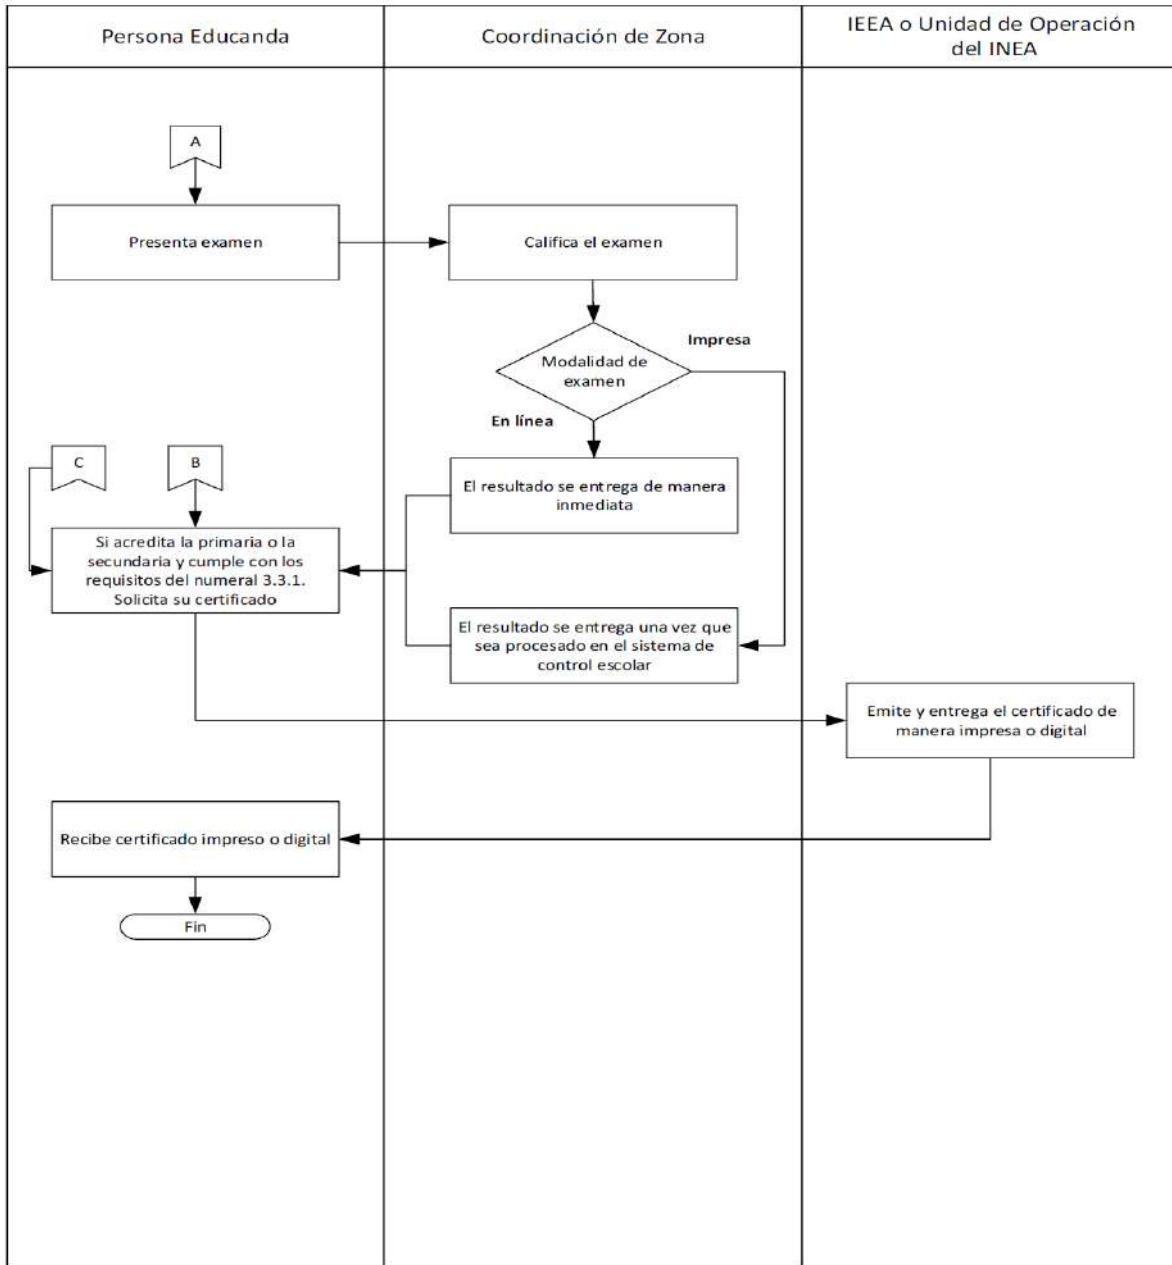 Persona Educanda
Coordinación de Zona
IEEA o Unidad de Operación
del INEA
A
Presenta examen
Califica el examen
Modalidad de
examen
Impresa
En línea
C
B
El resultado se entrega de manera
inmediata
Si acredita la primaria o la
secundaria y cumple con los
requisitos del numeral 3.3.1.
Solicita su certificado
El resultado se entrega una vez que
sea procesado en el sistema de
control escolar
Emite y entrega el certificado de
manera impresa o digital
Recibe certificado impreso o digital
Fin